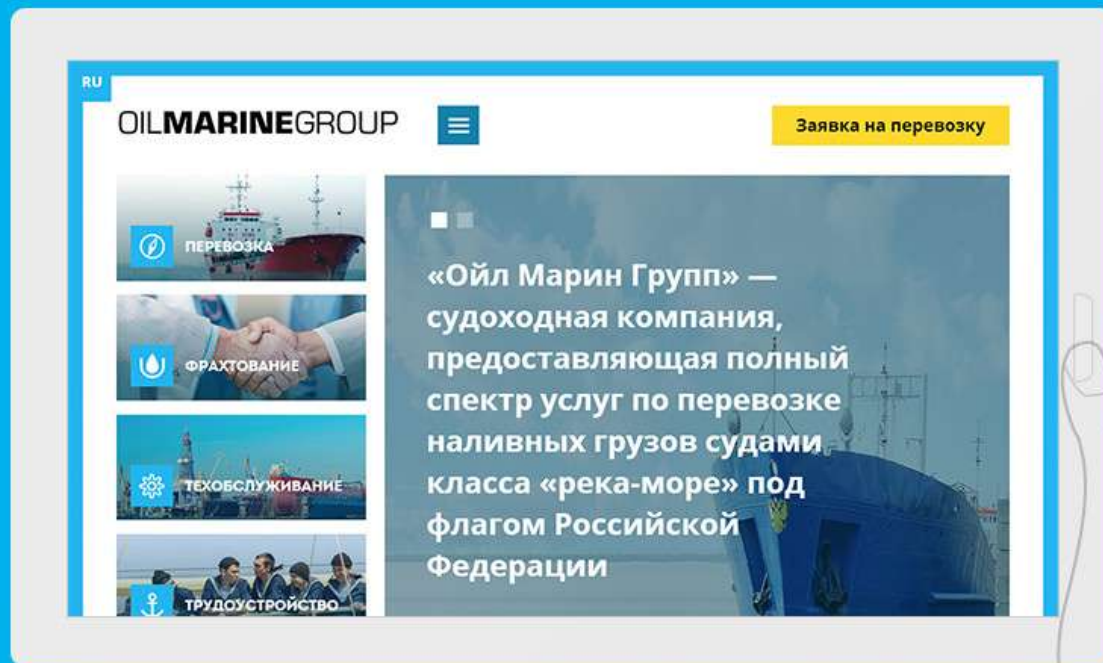 RU
OILMARINEGROUP
Заявка на перевозку
ПЕРЕВОЗКА
ФРАХТОВАНИЕ
ТЕХОБСЛУЖИВАНИЕ
ТРУДОУСТРОЙСТВО
«Ойл Марин Групп» —
судоходная компания,
предоставляющая полный
спектр услуг по перевозке
наливных грузов судами
класса «река-море» под
флагом Российской
Федерации